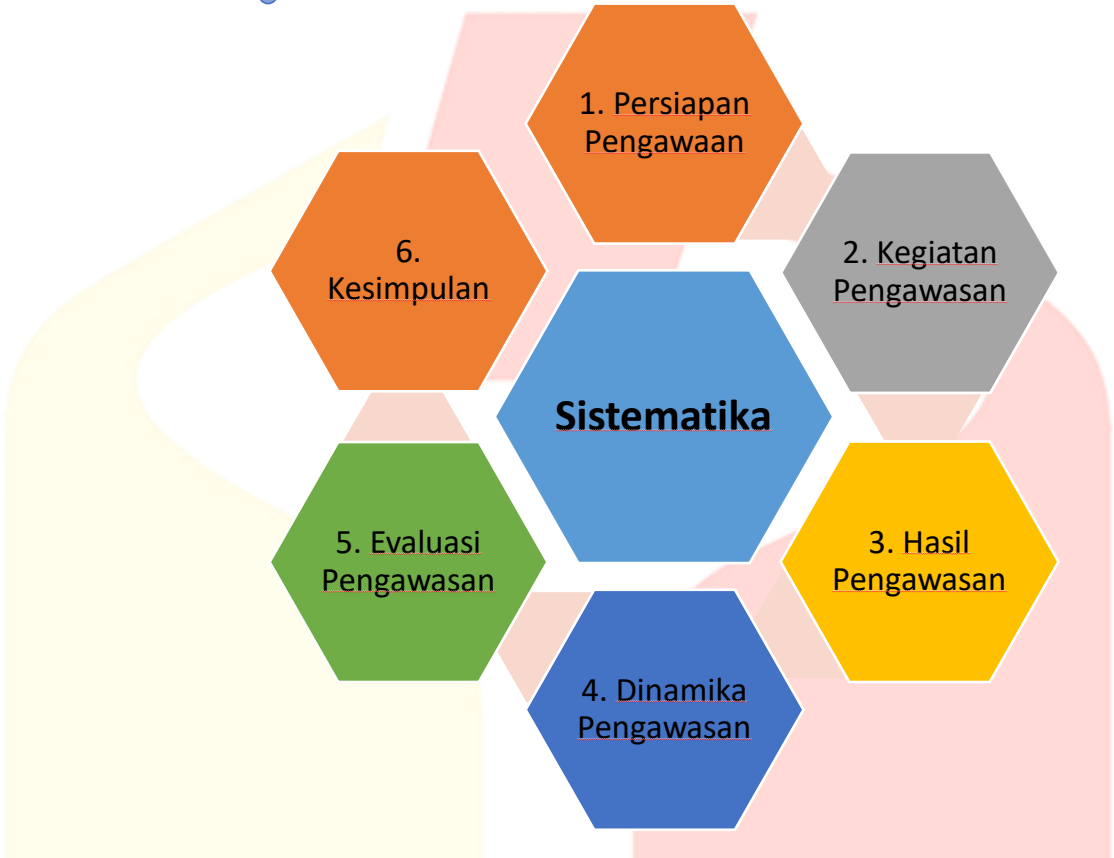 1. Persiapan
Pengawaan
2. Kegiatan
Pengawasan
3. Hasil
Pengawasan
4. Dinamika
Pengawasan
5. Evaluasi
Pengawasan
6.
Kesimpulan
Sistematika